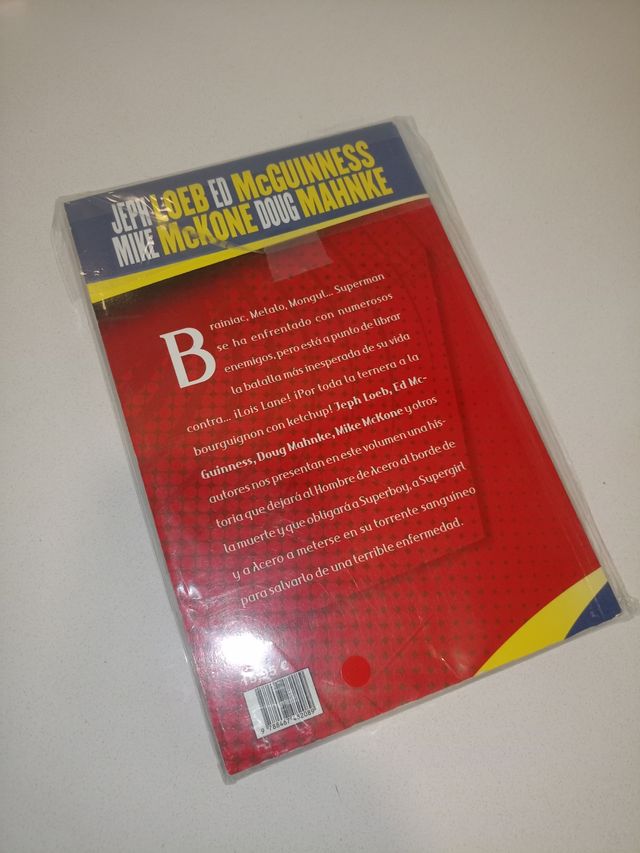 JEPH LOEB ED McGUINNESS
MIKE McKONE DOUG MAHNKE
Brainiac, Metalo, Mongul... Superman
se ha enfrentado con numerosos
enemigos, pero está a punto de librar
la batalla más inesperada de su vida
contra... ¡Lois Lane! ¡Por toda la ternera a la
bourguignon con ketchup! Jeph Loeb, Ed Mc-
Guinness, Doug Mahnke, Mike McKone y otros
autores nos presentan en este volumen una his-
toria que dejará al Hombre de Acero al borde de
la muerte y que obligará a Superboy, a Supergirl
y a Acero a meterse en su torrente sanguíneo
para salvarlo de una terrible enfermedad.
9 788467 452089